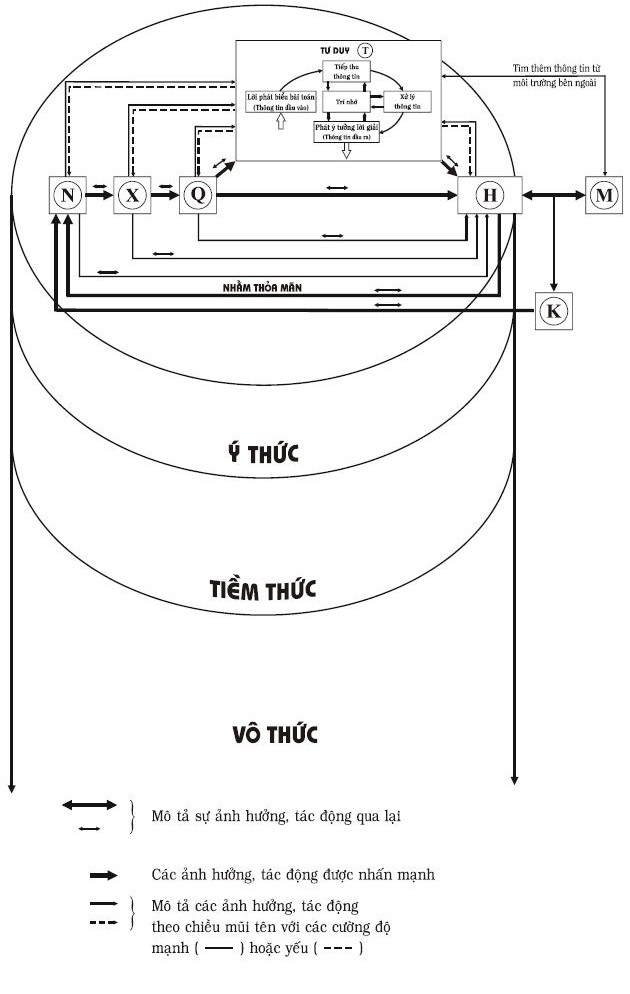 TƯ DUY T
Tiếp thu
thông tin
Lời phát biểu bài toán
(Thông tin đầu vào)
Trí nhớ
Xử lý
thông tin
Phát ý tưởng lời giải
(Thông tin đầu ra)
Tìm thêm thông tin từ
môi trường bên ngoài
N
X
Q
H
M
NHẰM THỎA MÃN
K
Ý THỨC
TIỀM THỨC
VÔ THỨC
Mô tả sự ảnh hưởng, tác động qua lại
Các ảnh hưởng, tác động được nhấn mạnh
Mô tả các ảnh hưởng, tác động
theo chiều mũi tên với các cường độ
mạnh ( ) hoặc yếu ( )